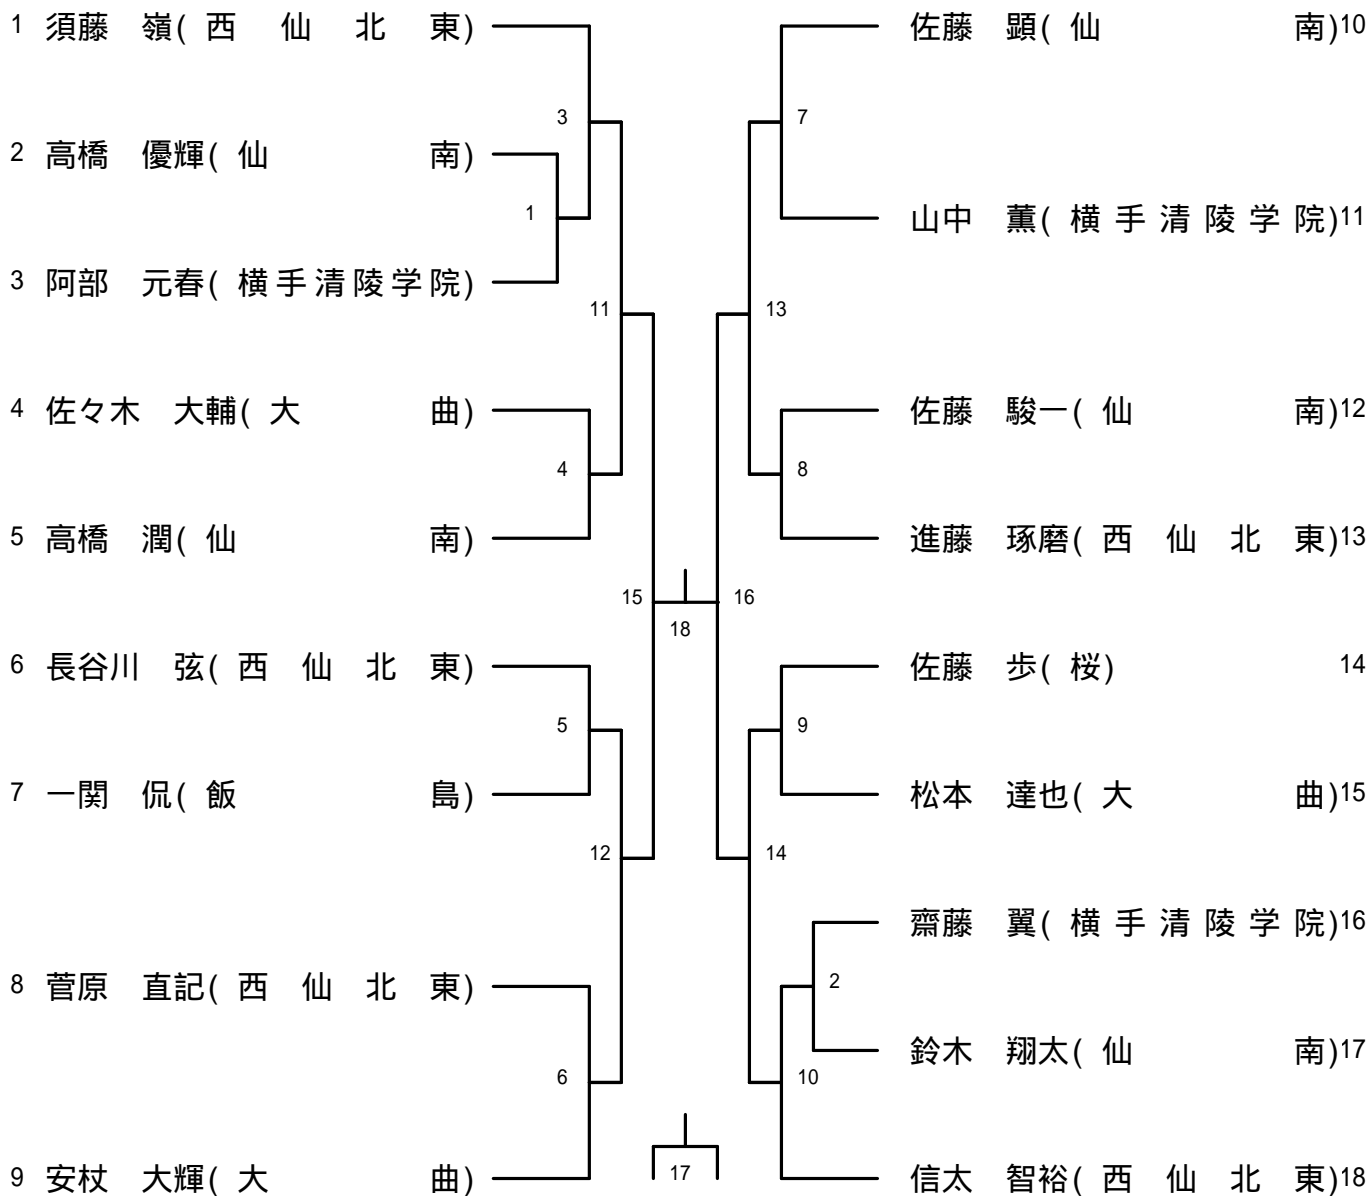 1 須藤 嶺( 西 仙 北 東)
2 高橋 優輝( 仙 南)
3 阿部 元春( 横 手 清 陵 学 院)
4 佐々木 大輔( 大 曲)
5 高橋 潤( 仙 南)
6 長谷川 弦( 西 仙 北 東)
7 一関 侃( 飯 島)
8 菅原 直記( 西 仙 北 東)
9 安杖 大輝( 大 曲)
3
1
11
4
15
5
12
6
18
17
佐藤 顕( 仙 南)10
山中 薫( 横 手 清 陵 学 院)11
佐藤 駿一( 仙 南)12
進藤 琢磨( 西 仙 北 東)13
佐藤 歩( 桜) 14
松本 達也( 大 曲)15
齋藤 翼( 横 手 清 陵 学 院)16
鈴木 翔太( 仙 南)17
信太 智裕( 西 仙 北 東)18
7
13
8
16
9
14
2
10